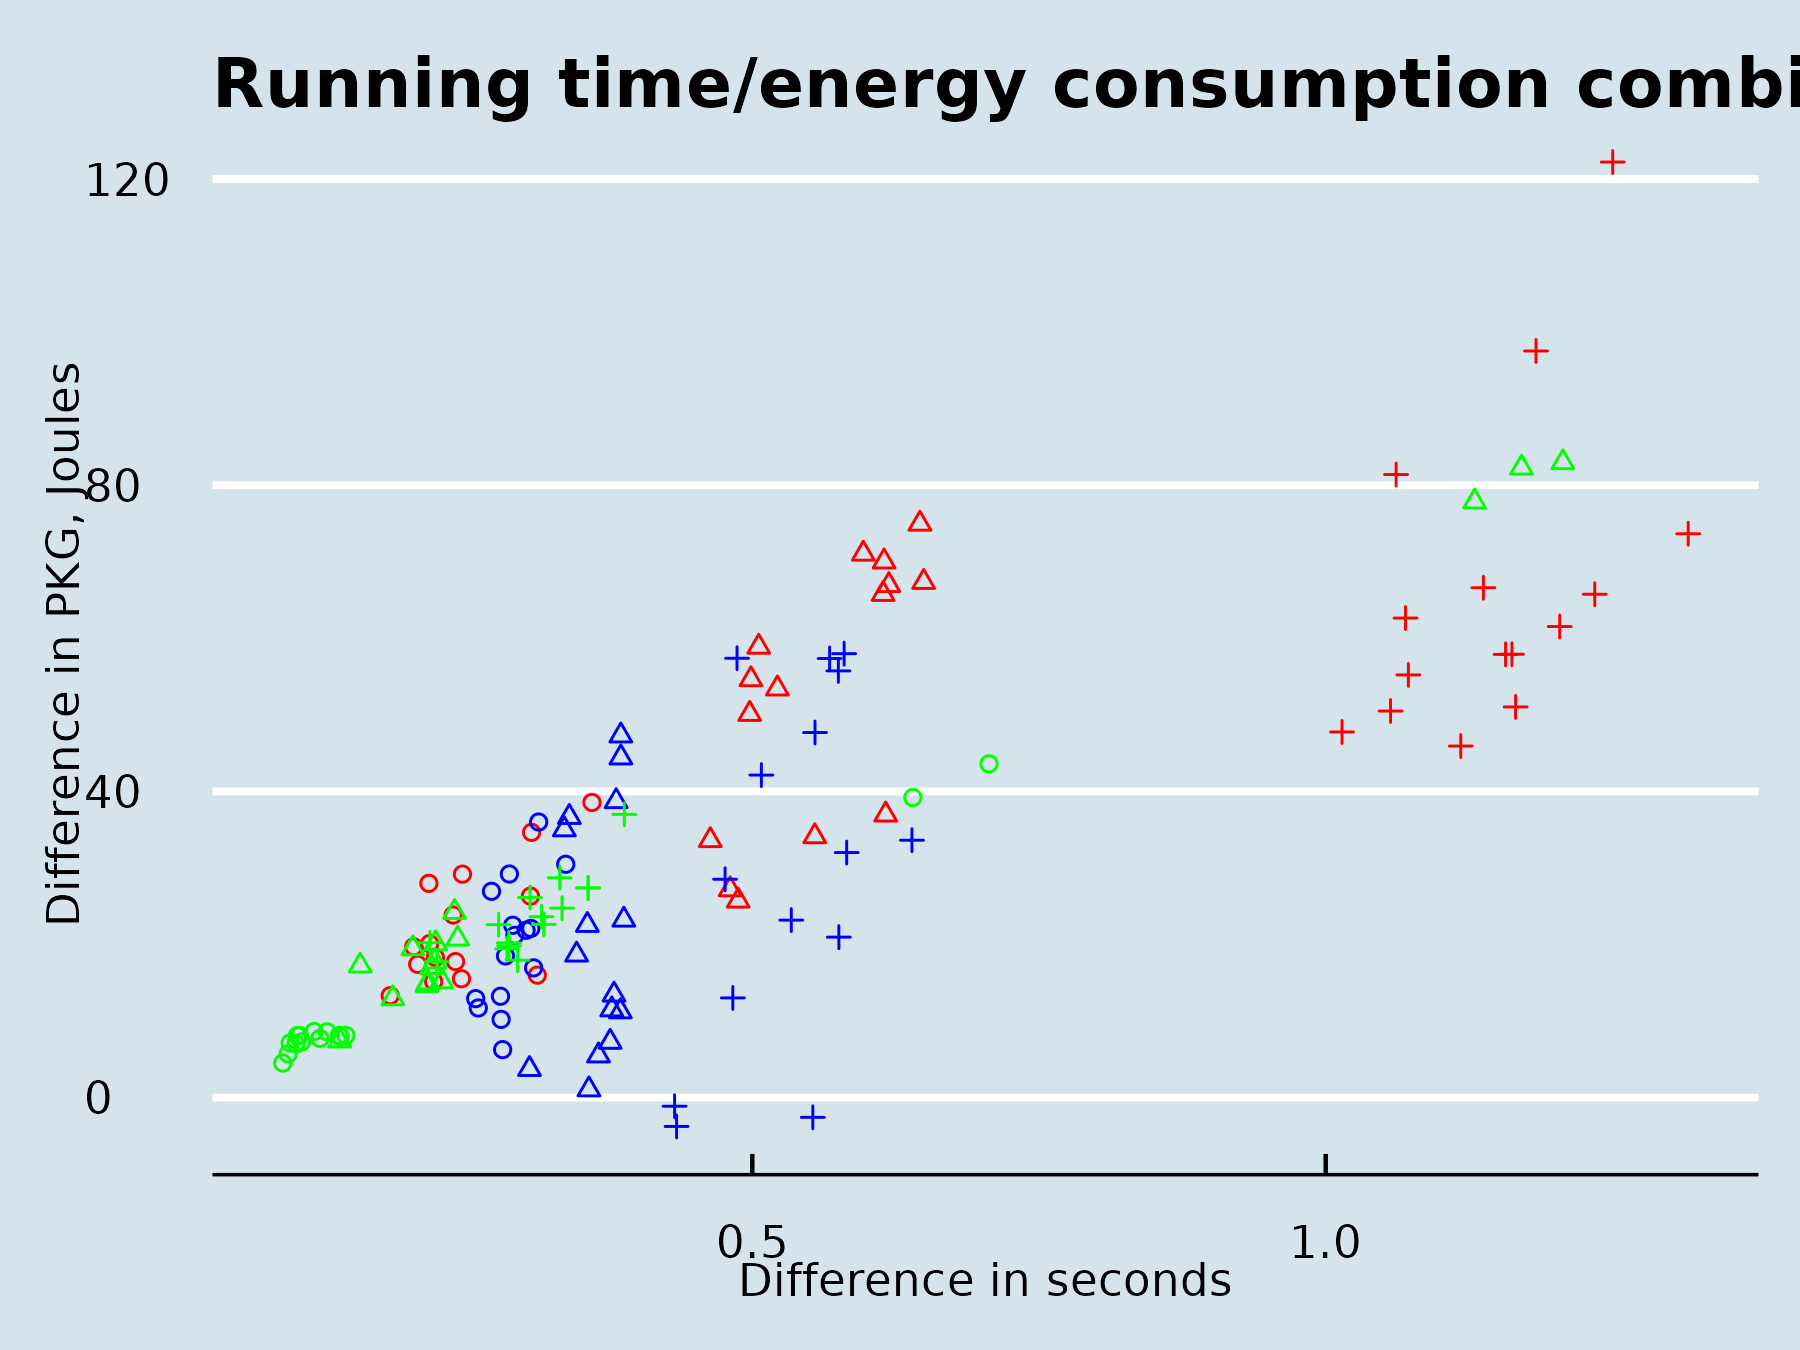 Running time/energy consumption combi
120
80
40
0
Difference in PKG, Joules
0.5
1.0
Difference in seconds